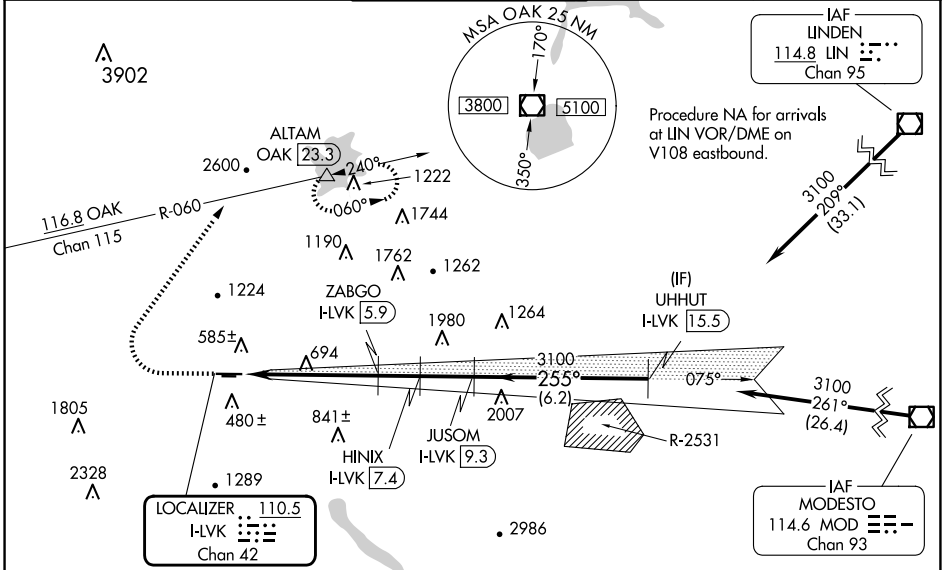 3902
MSA OAK 25 NM
170°
3800
5100
350°
IAF
LINDEN
114.8 LIN
Chan 95
Procedure NA for arrivals
at LIN VOR/DME on
V108 eastbound.
3100
209°
(33.1)
ALTAM
OAK 23.3
2600
240°
060°
1222
1744
116.8 OAK
R-060
Chan 115
1190
1762
1262
1224
ZABGO
I-LVK 5.9
1980
1264
(IF)
UHHUT
I-LVK 15.5
585±
694
3100
255°
(6.2)
075°
3100
261°
(26.4)
1805
480±
841±
HINIX
I-LVK 7.4
JUSOM
I-LVK 9.3
2007
R-2531
2328
1289
LOCALIZER 110.5
I-LVK
Chan 42
2986
IAF
MODESTO
114.6 MOD
Chan 93